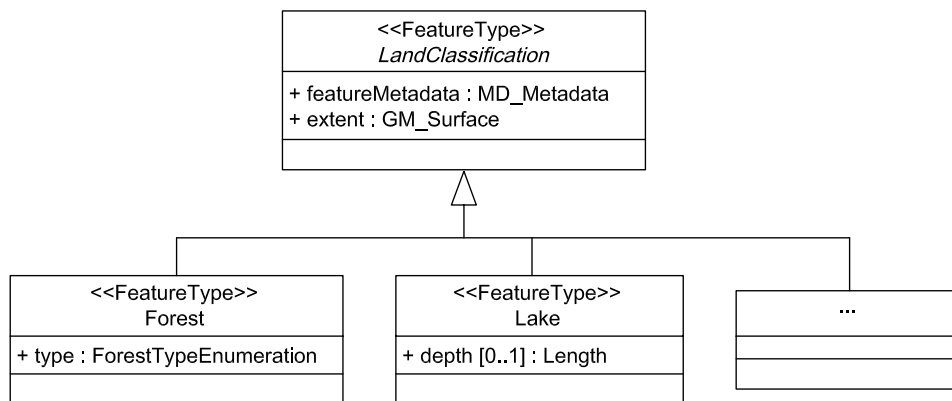 <<FeatureType>>
LandClassification
+ featureMetadata : MD_Metadata
+ extent : GM_Surface
<<FeatureType>>
Forest
+ type : ForestTypeEnumeration
<<FeatureType>>
Lake
+ depth [0..1] : Length
...